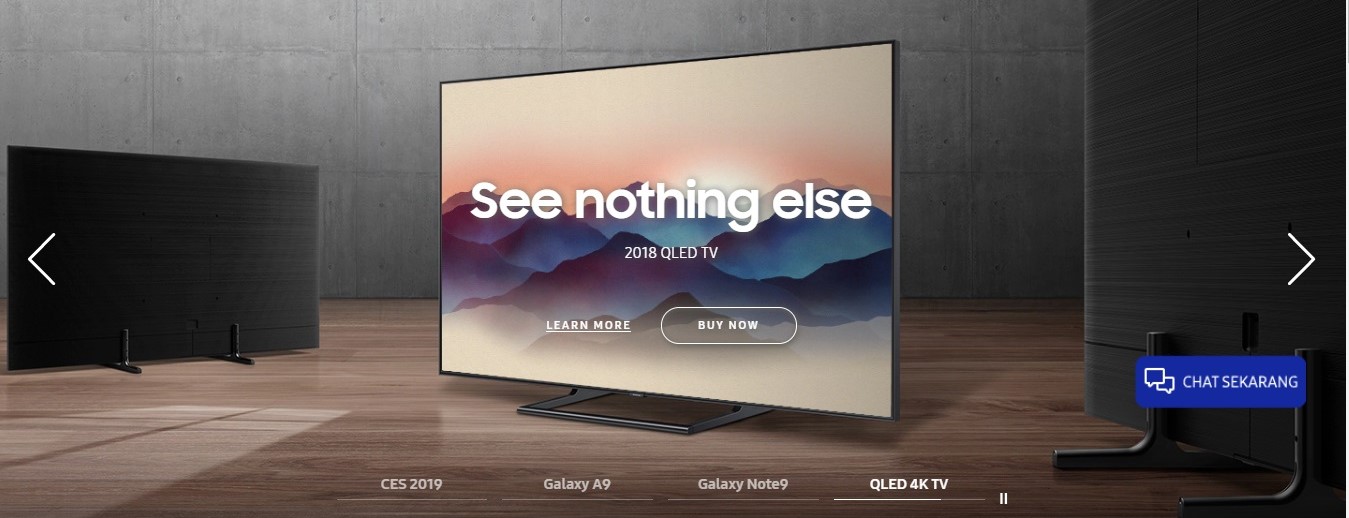 See nothing else
2018 QLED TV
LEARN MORE
BUY NOW
CHAT SEKARANG
CES 2019
Galaxy A9
Galaxy Note9
QLED 4K TV